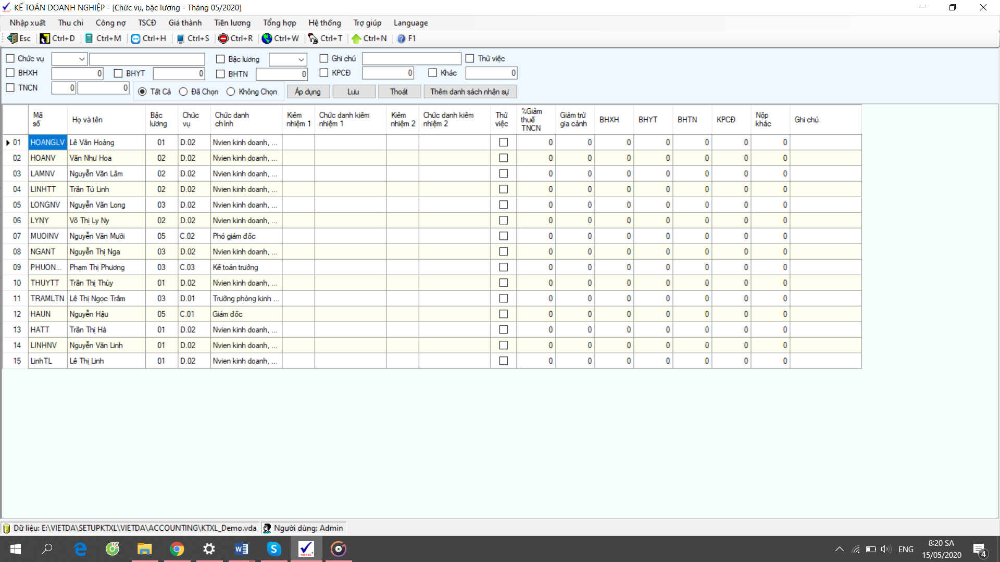 KẾ TOÁN DOANH NGHIỆP - [Chức vụ, bậc lương - Tháng 05/2020]
Nhập xuất Thu chi Công nợ TSCĐ Giá thành Tiền lương Tổng hợp Hệ thống Trợ giúp Language
Esc Ctrl+D Ctrl+M Ctrl+H Ctrl+S Ctrl+R Ctrl+W Ctrl+T Ctrl+N F1
Chức vụ Bậc lương Ghi chú Thử việc
BHXH 0 BHYT 0 BHTN 0 KPCĐ 0 Khác 0
TNCN 0 0 Tất Cả Đã Chọn Không Chọn Áp dụng Lưu Thoát Thêm danh sách nhân sự
Mã số Họ và tên Bậc lương Chức vụ Chức danh chính Kiêm nhiệm 1 Chức danh kiêm nhiệm 1 Kiêm nhiệm 2 Chức danh kiêm nhiệm 2 Thử việc %Giảm thuế TNCN Giảm trừ gia cảnh BHXH BHYT BHTN KPCĐ Nộp khác Ghi chú
01 HOANGLV Lê Văn Hoàng 01 D.02 Nvien kinh doanh, ... 0 0 0 0 0 0 0
02 HOANV Văn Như Hoa 02 D.02 Nvien kinh doanh, ... 0 0 0 0 0 0 0
03 LAMNV Nguyễn Văn Lâm 02 D.02 Nvien kinh doanh, ... 0 0 0 0 0 0 0
04 LINHTT Trần Tú Linh 02 D.02 Nvien kinh doanh, ... 0 0 0 0 0 0 0
05 LONGNV Nguyễn Văn Long 03 D.02 Nvien kinh doanh, ... 0 0 0 0 0 0 0
06 LYNY Võ Thị Ly Ny 02 D.02 Nvien kinh doanh, ... 0 0 0 0 0 0 0
07 MUOINV Nguyễn Văn Mười 05 C.02 Phó giám đốc 0 0 0 0 0 0 0
08 NGANT Nguyễn Thị Nga 03 D.02 Nvien kinh doanh, ... 0 0 0 0 0 0 0
09 PHUON... Phạm Thị Phương 03 C.03 Kế toán trưởng 0 0 0 0 0 0 0
10 THUYTT Trần Thị Thủy 01 D.02 Nvien kinh doanh, ... 0 0 0 0 0 0 0
11 TRAMLTN Lê Thị Ngọc Trâm 03 D.01 Trưởng phòng kinh ... 0 0 0 0 0 0 0
12 HAUN Nguyễn Hậu 05 C.01 Giám đốc 0 0 0 0 0 0 0
13 HATT Trần Thị Hà 01 D.02 Nvien kinh doanh, ... 0 0 0 0 0 0 0
14 LINHNV Nguyễn Văn Linh 01 D.02 Nvien kinh doanh, ... 0 0 0 0 0 0 0
15 LinhTL Lê Thị Linh 01 D.02 Nvien kinh doanh, ... 0 0 0 0 0 0 0
Dữ liệu: E:\VIETDA\SETUPKTXL\VIETDA\ACCOUNTING\KTXL_Demo.vda Người dùng: Admin
ENG 8:20 SA
15/05/2020 4